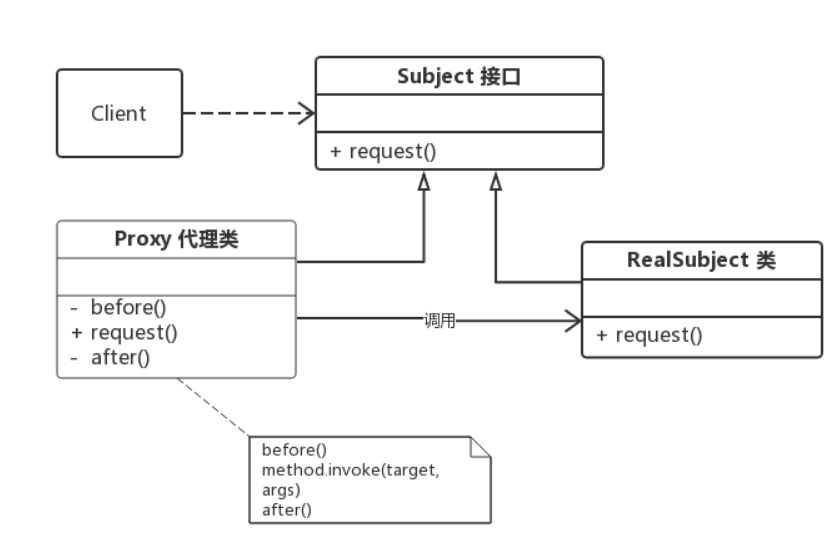 Client
Subject 接口
+ request()
Proxy 代理类
- before()
+ request()
- after()
调用
RealSubject 类
+ request()
before()
method.invoke(target,
args)
after()